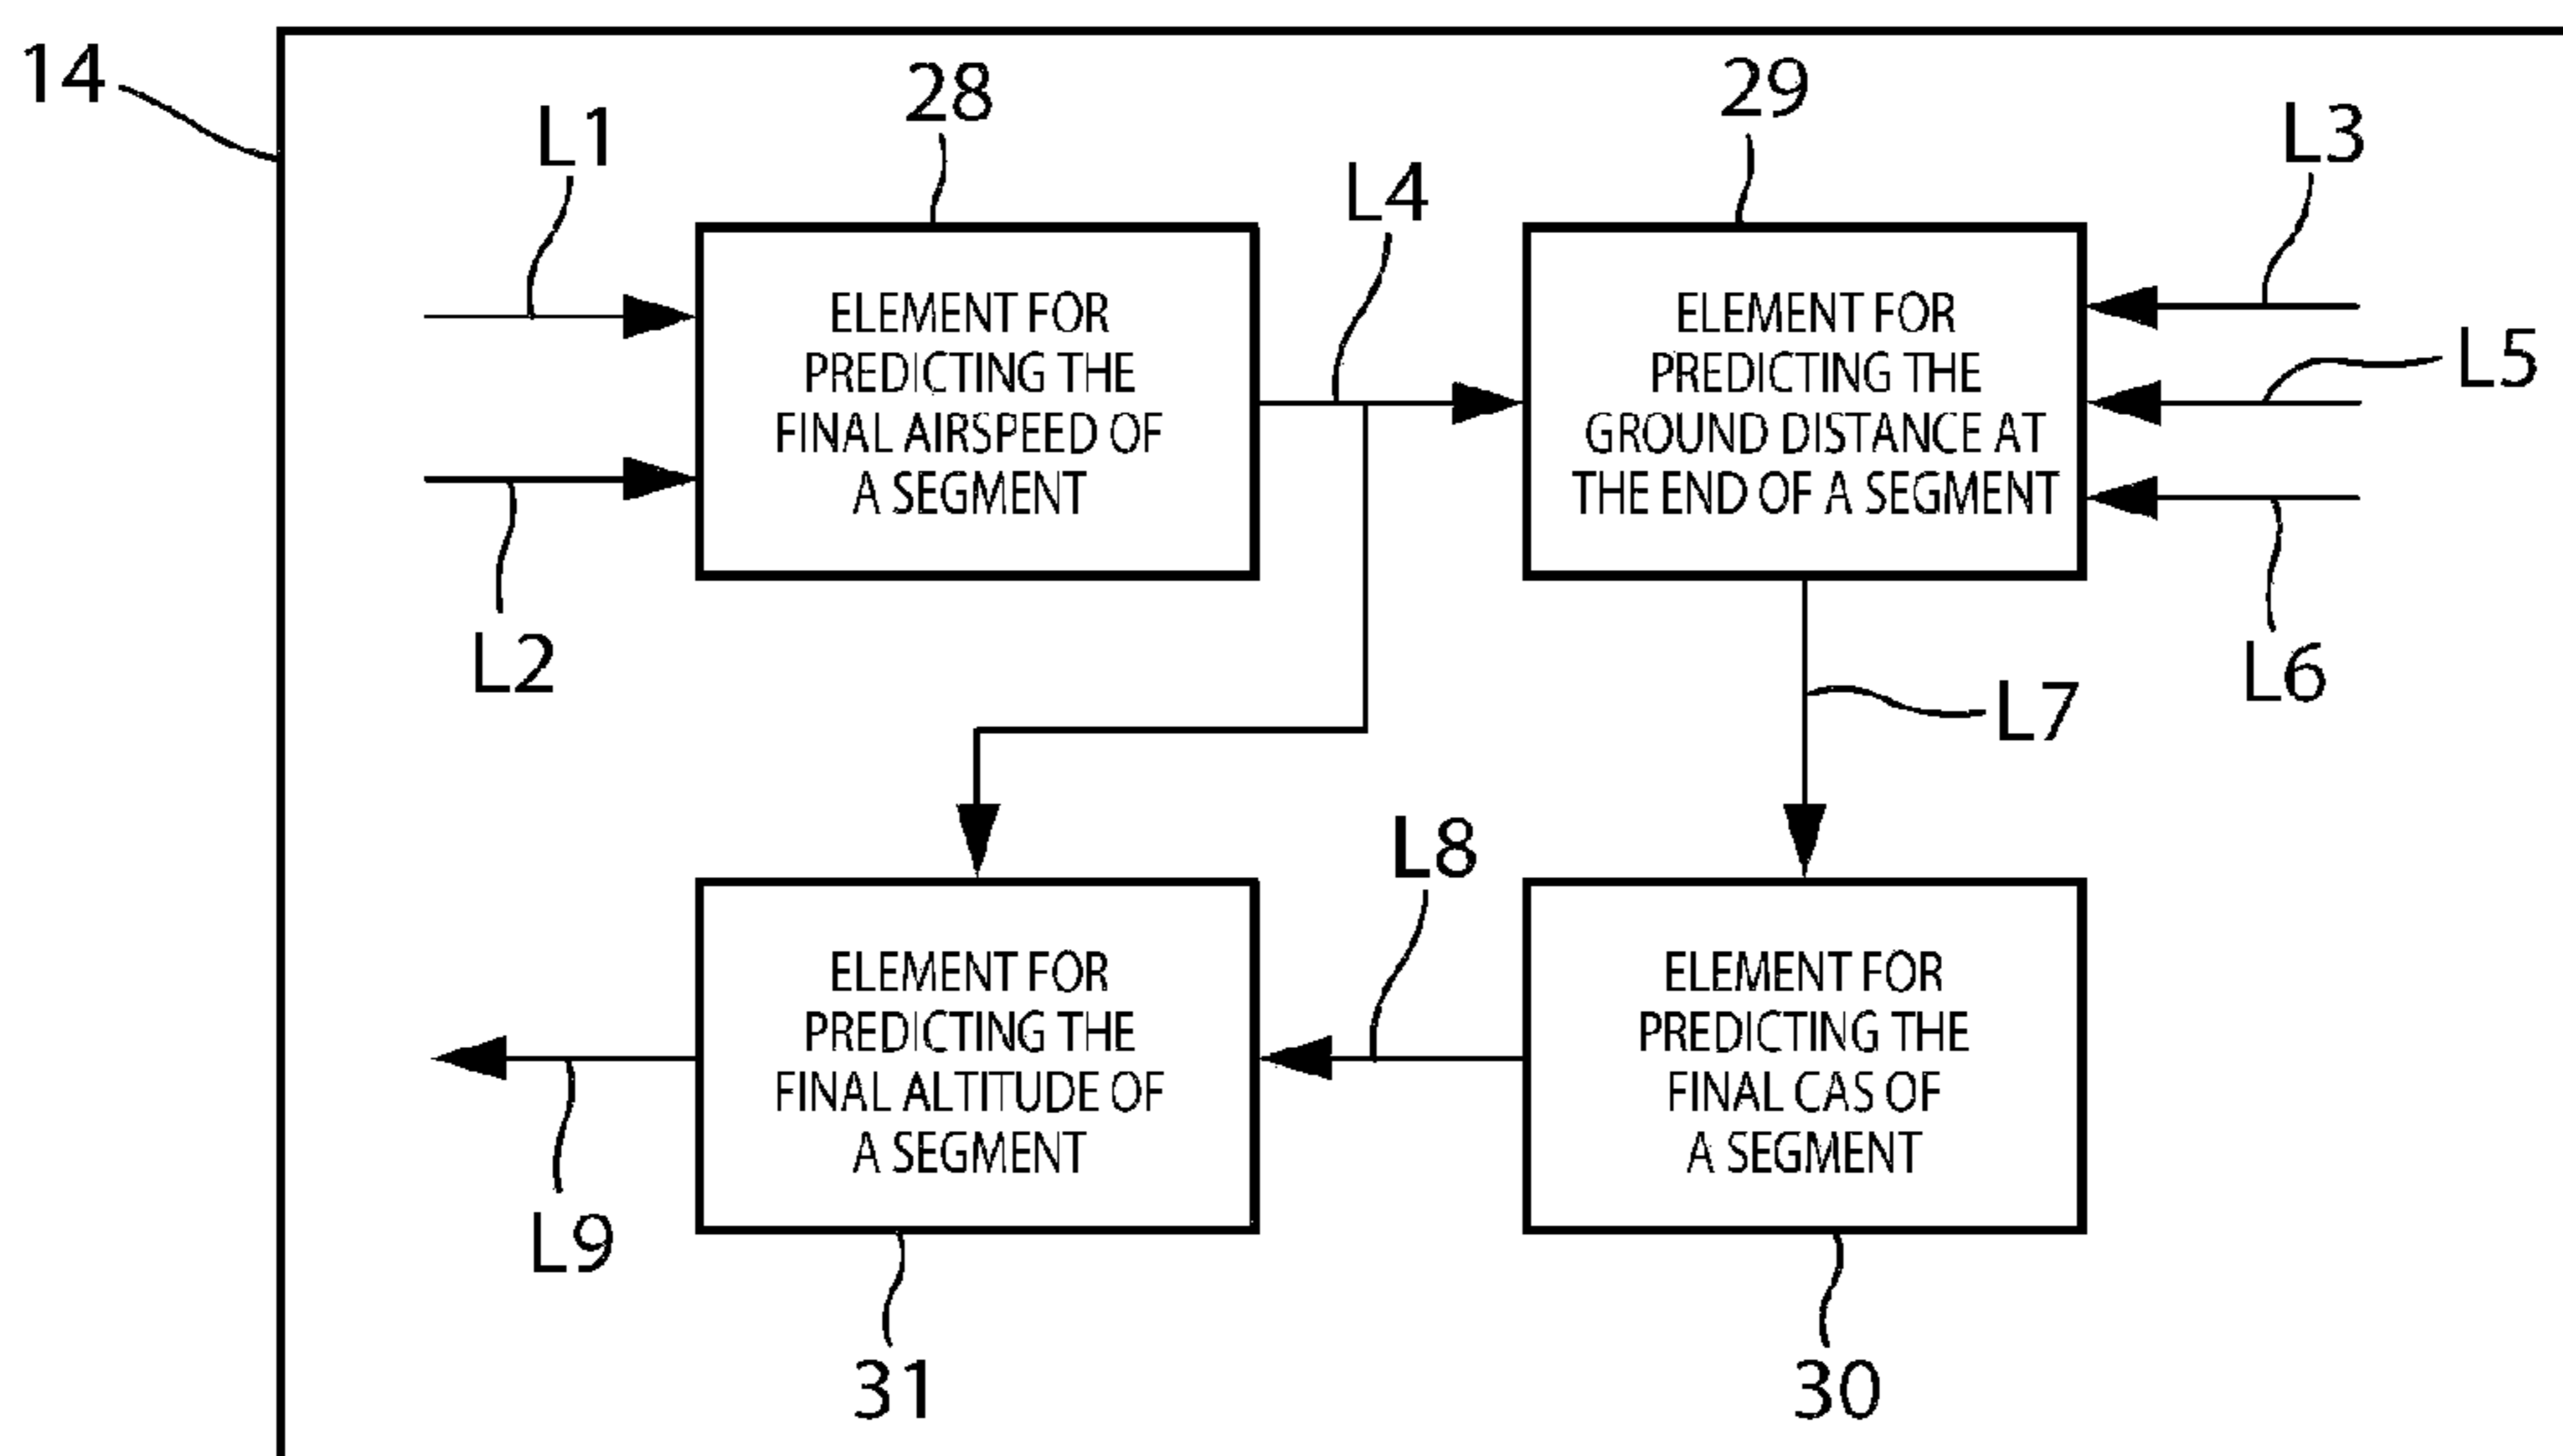 14
L1
28
L4
29
L3
L5
ELEMENT FOR
PREDICTING THE
FINAL AIRSPEED OF
A SEGMENT
ELEMENT FOR
PREDICTING THE
GROUND DISTANCE AT
THE END OF A SEGMENT
L2
L6
L7
L8
ELEMENT FOR
PREDICTING THE
FINAL ALTITUDE OF
A SEGMENT
ELEMENT FOR
PREDICTING THE
FINAL CAS OF
A SEGMENT
L9
31
30